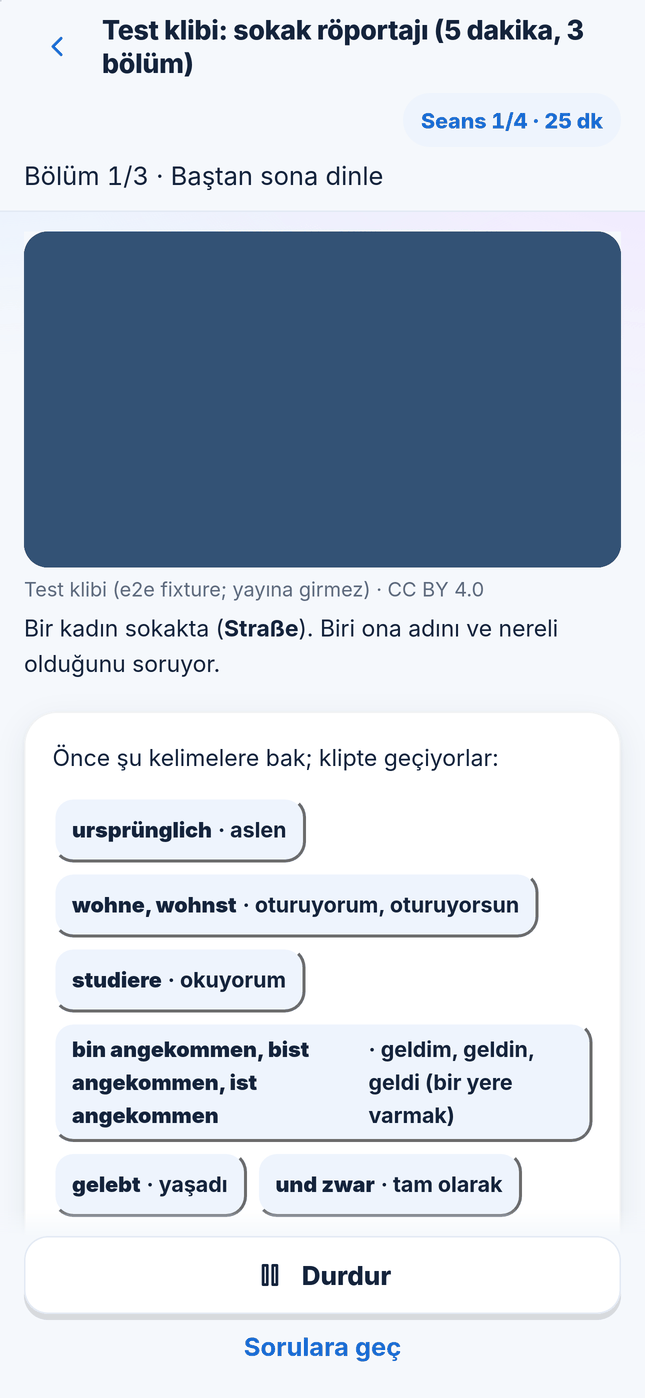 Test klibi: sokak röportajı (5 dakika, 3
bölüm)
Seans 1/4 · 25 dk
Bölüm 1/3 · Baştan sona dinle
Test klibi (e2e fixture; yayına girmez) · CC BY 4.0
Bir kadın sokakta (Straße). Biri ona adını ve nereli
olduğunu soruyor.
Önce şu kelimelere bak; klipte geçiyorlar:
ursprünglich · aslen
wohne, wohnst · oturuyorum, oturuyorsun
studiere · okuyorum
bin angekommen, bist
angekommen, ist
angekommen
· geldim, geldin,
geldi (bir yere
varmak)
gelebt · yaşadı
und zwar · tam olarak
Durdur
Sorulara geç